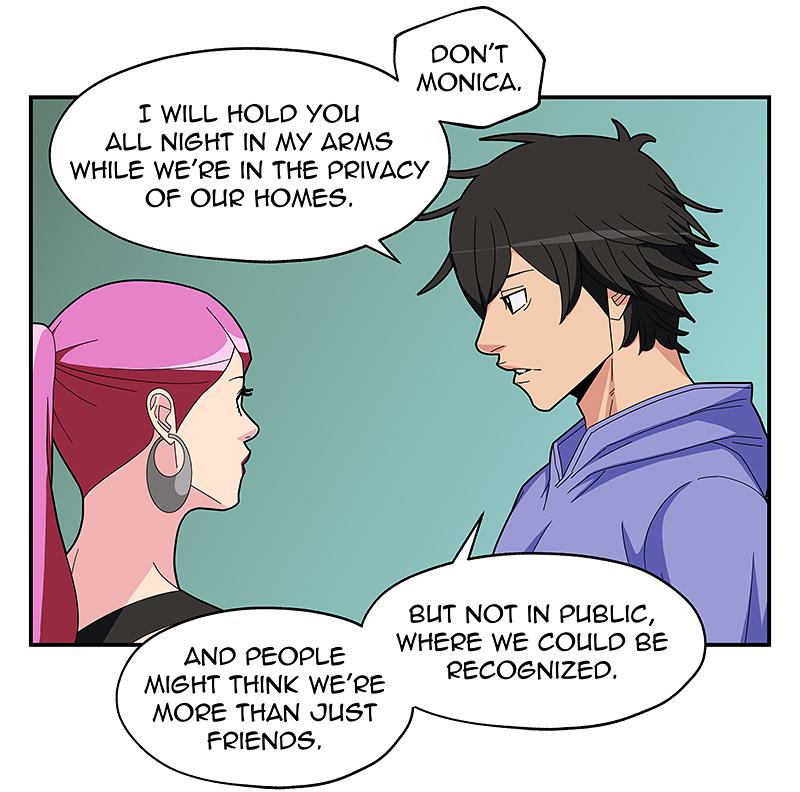 DON'T
MONICA.
I WILL HOLD YOU
ALL NIGHT IN MY ARMS
WHILE WE'RE IN THE PRIVACY
OF OUR HOMES.
BUT NOT IN PUBLIC,
WHERE WE COULD BE
RECOGNIZED.
AND PEOPLE
MIGHT THINK WE'RE
MORE THAN JUST
FRIENDS.